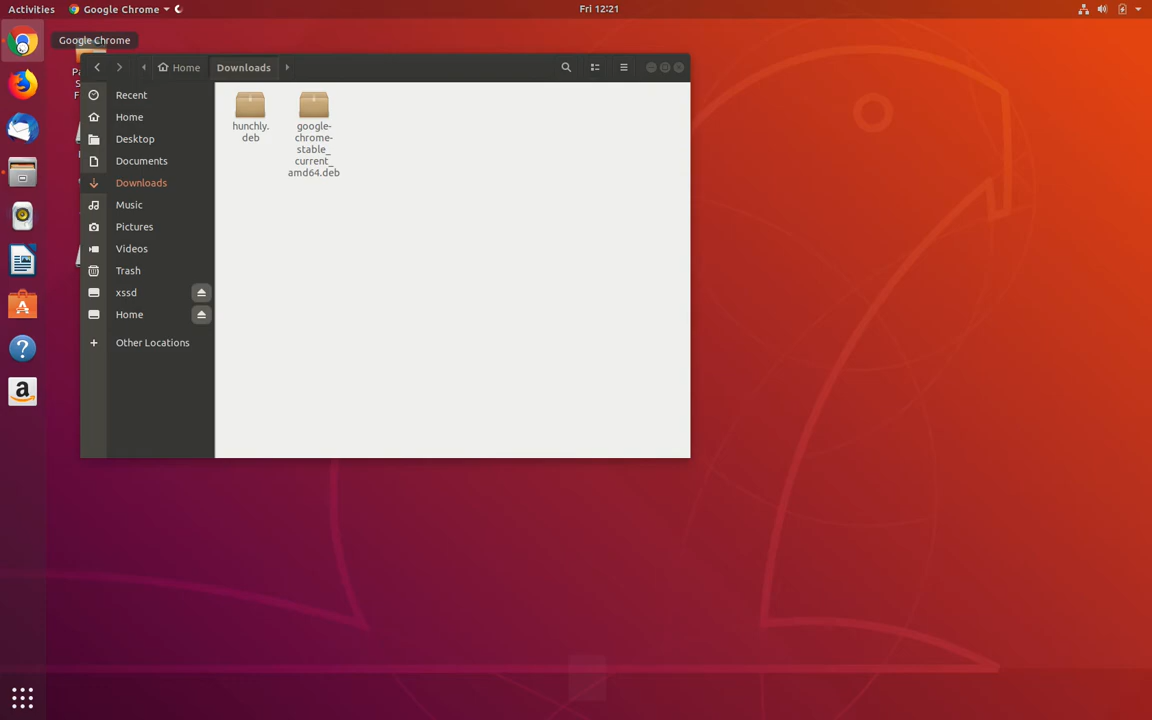 Activities
Google Chrome
Fri 12:21
Google Chrome
Home
Downloads
Recent
Home
Desktop
Documents
Downloads
Music
Pictures
Videos
Trash
xssd
Home
Other Locations
hunchly.
deb
google-
chrome-
stable_
current_
amd64.deb